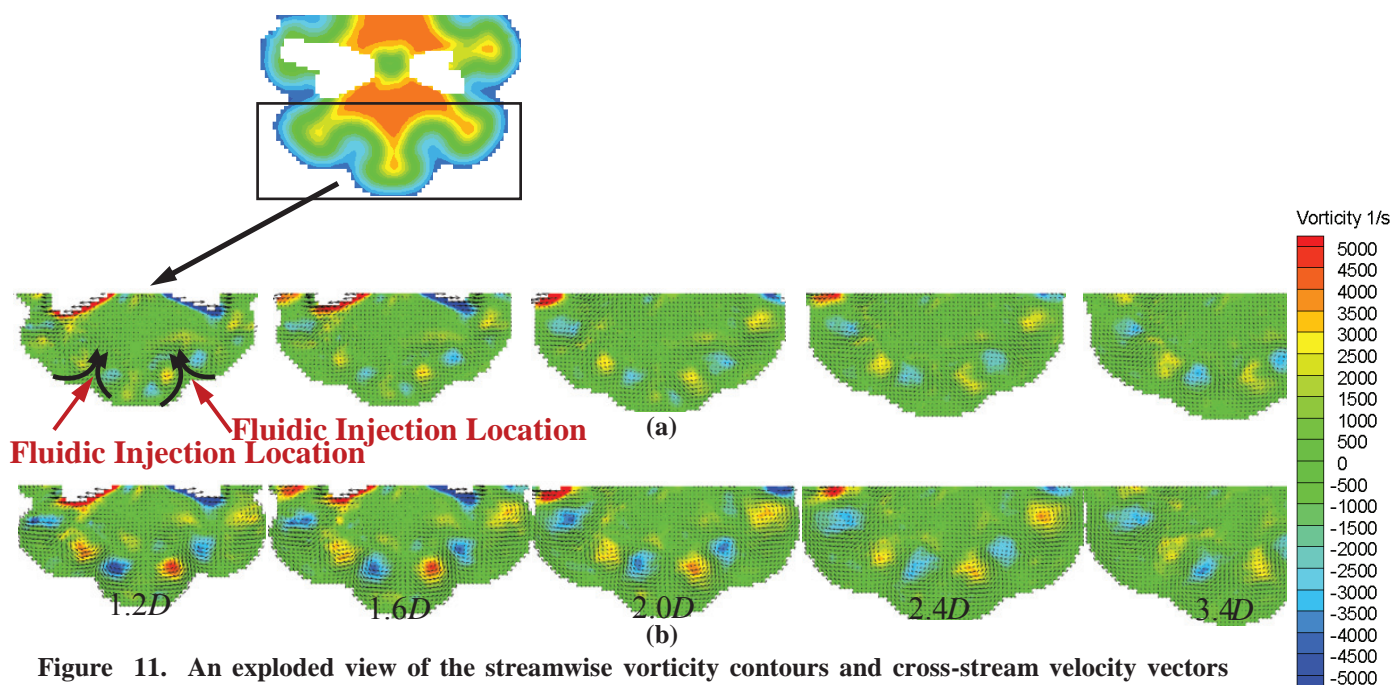 Vorticity 1/s
5000
4500
4000
3500
3000
2500
2000
1500
1000
500
0
-500
-1000
-1500
-2000
-2500
-3000
-3500
-4000
-4500
-5000
Fluidic Injection Location
Fluidic Injection Location
(a)
1.2D
1.6D
2.0D
2.4D
3.4D
(b)
Figure 11. An exploded view of the streamwise vorticity contours and cross-stream velocity vectors